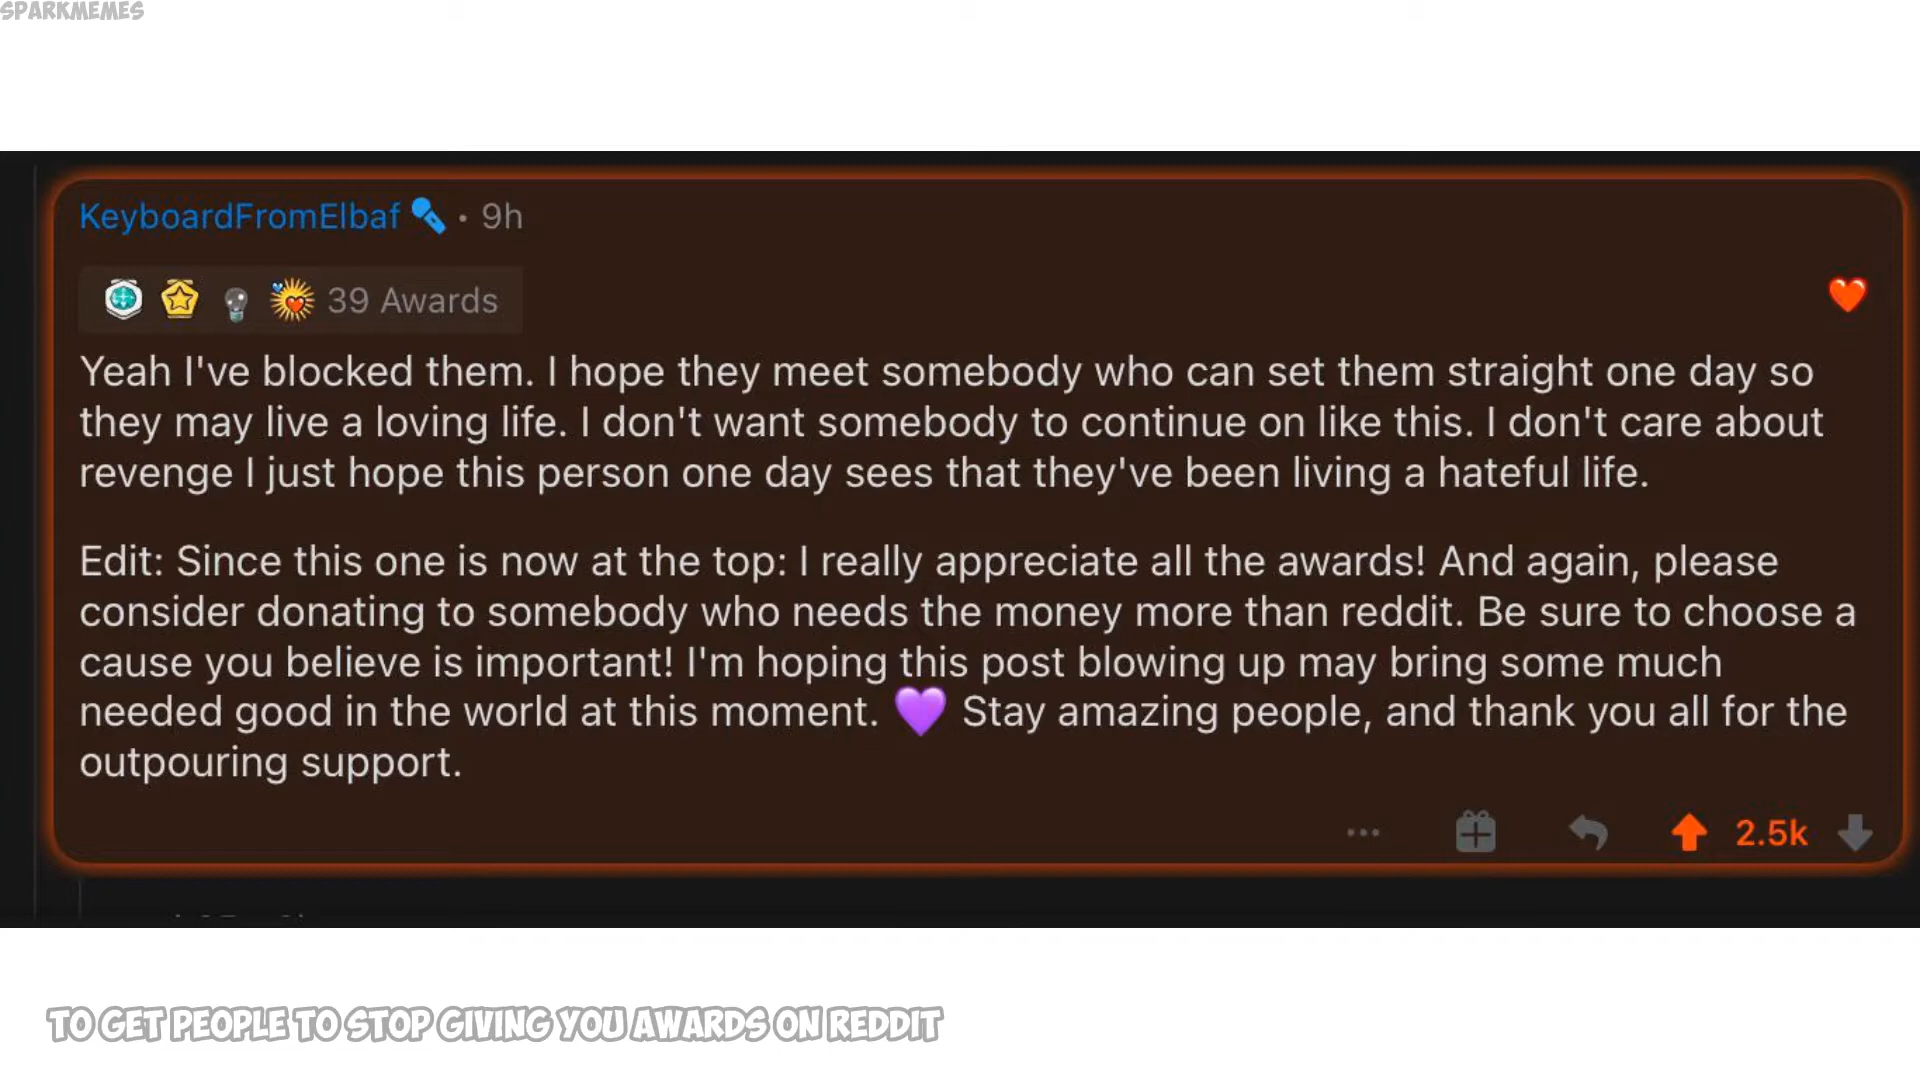 SPARKMEMES
KeyboardFromElbaf • 9h
39 Awards
Yeah I've blocked them. I hope they meet somebody who can set them straight one day so
they may live a loving life. I don't want somebody to continue on like this. I don't care about
revenge I just hope this person one day sees that they've been living a hateful life.
Edit: Since this one is now at the top: I really appreciate all the awards! And again, please
consider donating to somebody who needs the money more than reddit. Be sure to choose a
cause you believe is important! I'm hoping this post blowing up may bring some much
needed good in the world at this moment. 💜 Stay amazing people, and thank you all for the
outpouring support.
2.5k
TO GET PEOPLE TO STOP GIVING YOU AWARDS ON REDDIT